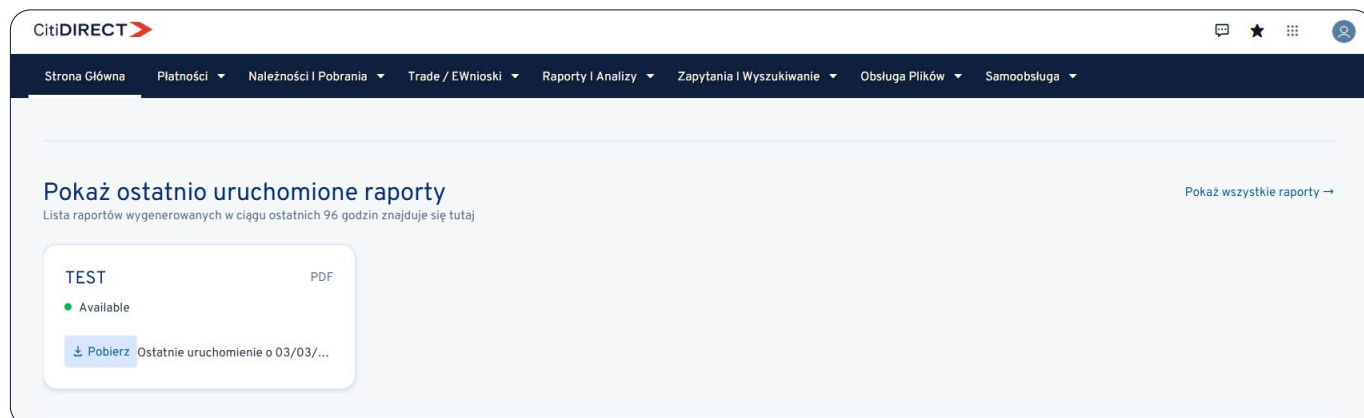 CitiDIRECT
Strona Główna Płatności Należności I Pobrania Trade / EWnioski Raporty I Analizy Zapytania I Wyszukiwanie Obsługa Plików Samoobsługa
Pokaż ostatnio uruchomione raporty
Pokaż wszystkie raporty →
Lista raportów wygenerowanych w ciągu ostatnich 96 godzin znajduje się tutaj
TEST PDF
Available
Pobierz Ostatnie uruchomienie o 03/03/...